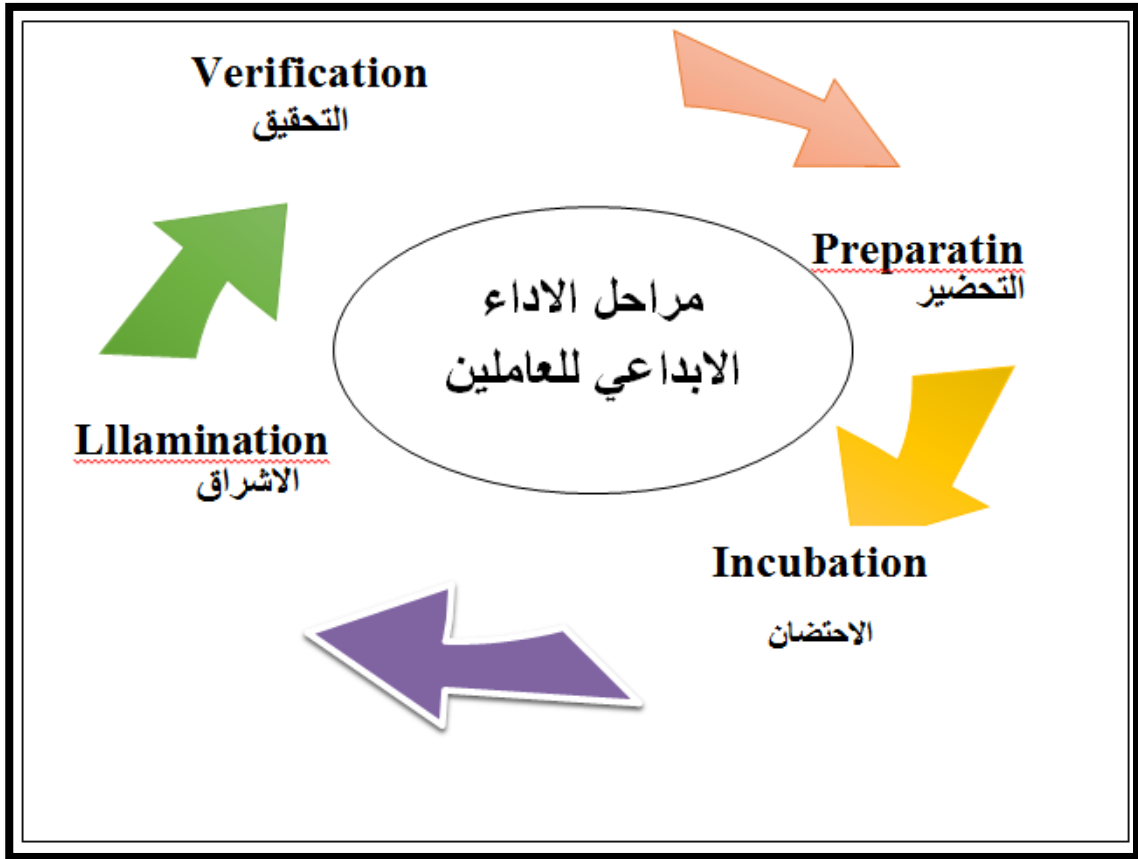 Verification
التحقيق
Preparatin
التحضير
مراحل الاداء
الابداعي للعاملين
Lllamination
الاشراق
Incubation
الاحتضان